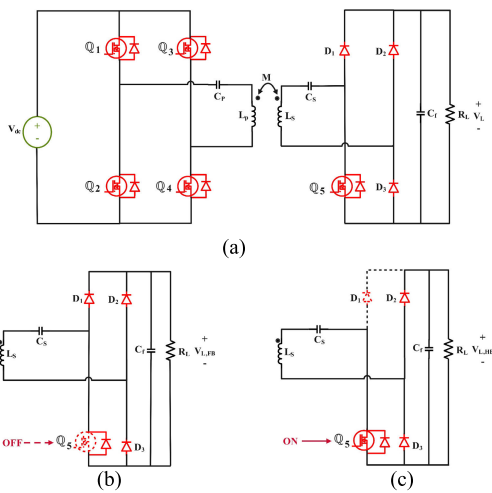 ℚ1 ℚ3 D1 D2
M
CP CS
Vdc + - Lp LS Cf RL + VL -
ℚ2 ℚ4 ℚ5 D3
(a)
D1 D2
CS
LS Cf RL + VL,FB -
OFF ℚ5 D3
(b)
D1 D2
CS
LS Cf RL + VL,HB -
ON ℚ5 D3
(c)